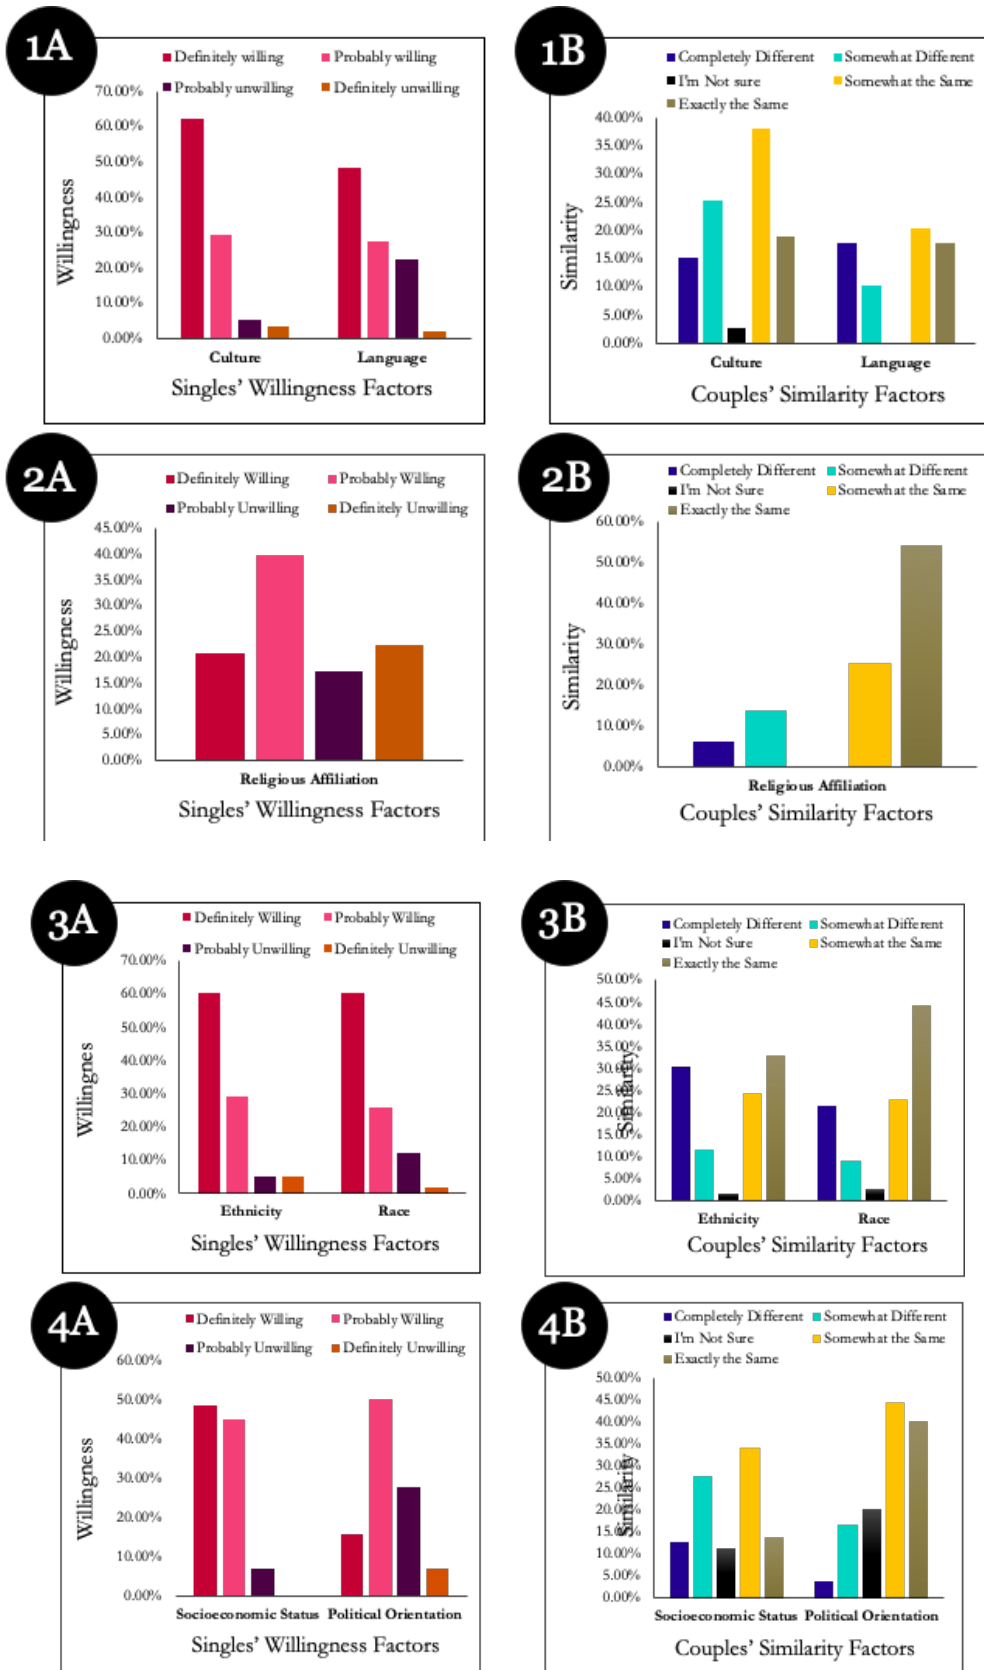 1A
Definitely willing Probably willing
Probably unwilling Definitely unwilling
70.00%
60.00%
50.00%
40.00%
30.00%
20.00%
10.00%
0.00%
Willingness
Culture Language
Singles' Willingness Factors
1B
Completely Different Somewhat Different
I'm Not sure Somewhat the Same
Exactly the Same
40.00%
35.00%
30.00%
25.00%
20.00%
15.00%
10.00%
5.00%
0.00%
Similarity
Culture Language
Couples' Similarity Factors
2A
Definitely Willing Probably Willing
Probably Unwilling Definitely Unwilling
45.00%
40.00%
35.00%
30.00%
25.00%
20.00%
15.00%
10.00%
5.00%
0.00%
Willingness
Religious Affiliation
Singles' Willingness Factors
2B
Completely Different Somewhat Different
I'm Not Sure Somewhat the Same
Exactly the Same
60.00%
50.00%
40.00%
30.00%
20.00%
10.00%
0.00%
Similarity
Religious Affiliation
Couples' Similarity Factors
3A
Definitely Willing Probably Willing
Probably Unwilling Definitely Unwilling
70.00%
60.00%
50.00%
40.00%
30.00%
20.00%
10.00%
0.00%
Willingnes
Ethnicity Race
Singles' Willingness Factors
3B
Completely Different Somewhat Different
I'm Not Sure Somewhat the Same
Exactly the Same
50.00%
45.00%
40.00%
35.00%
30.00%
25.00%
20.00%
15.00%
10.00%
5.00%
0.00%
Similarity
Ethnicity Race
Couples' Similarity Factors
4A
Definitely Willing Probably Willing
Probably Unwilling Definitely Unwilling
60.00%
50.00%
40.00%
30.00%
20.00%
10.00%
0.00%
Willingness
Socioeconomic Status Political Orientation
Singles' Willingness Factors
4B
Completely Different Somewhat Different
I'm Not Sure Somewhat the Same
Exactly the Same
50.00%
45.00%
40.00%
35.00%
30.00%
25.00%
20.00%
15.00%
10.00%
5.00%
0.00%
Similarity
Socioeconomic Status Political Orientation
Couples' Similarity Factors